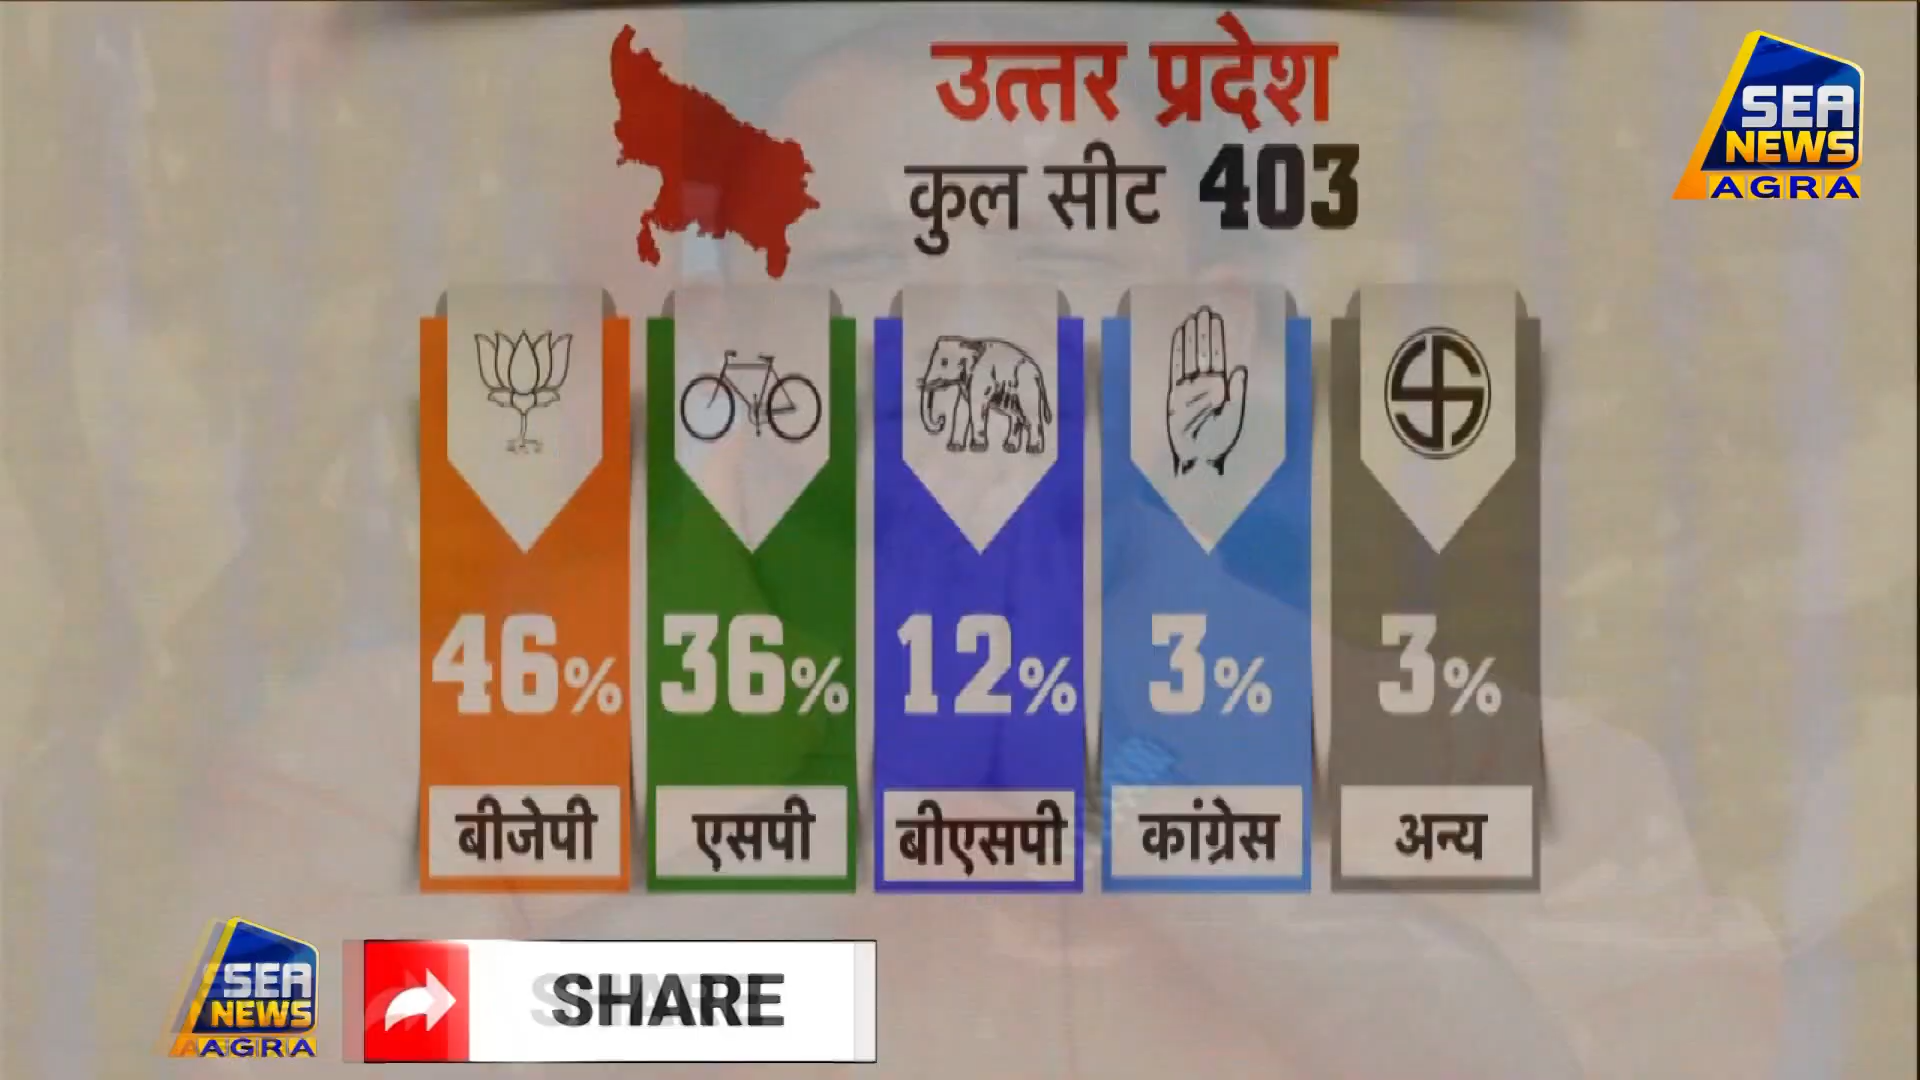 उत्तर प्रदेश
कुल सीट 403
SEA
NEWS
AGRA
46% 36% 12% 3% 3%
बीजेपी एसपी बीएसपी कांग्रेस अन्य
SEA
NEWS
AGRA
SHARE